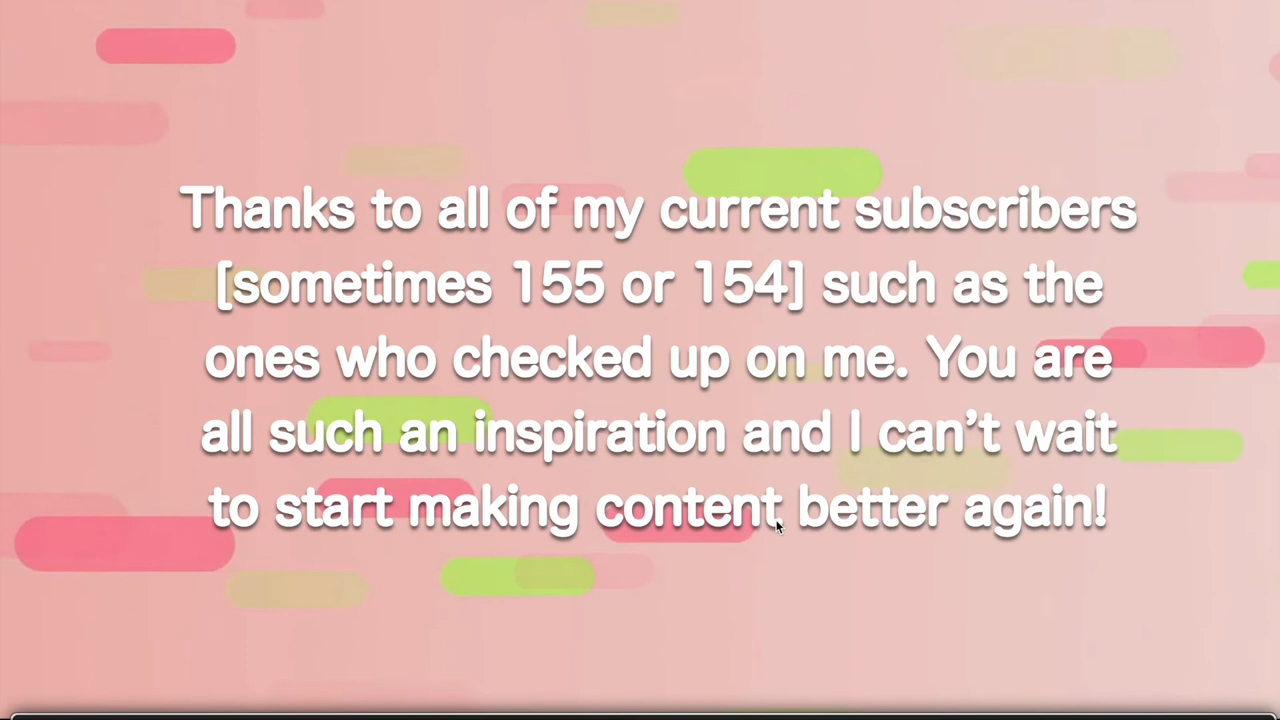 Thanks to all of my current subscribers
[sometimes 155 or 154] such as the
ones who checked up on me. You are
all such an inspiration and I can’t wait
to start making content better again!